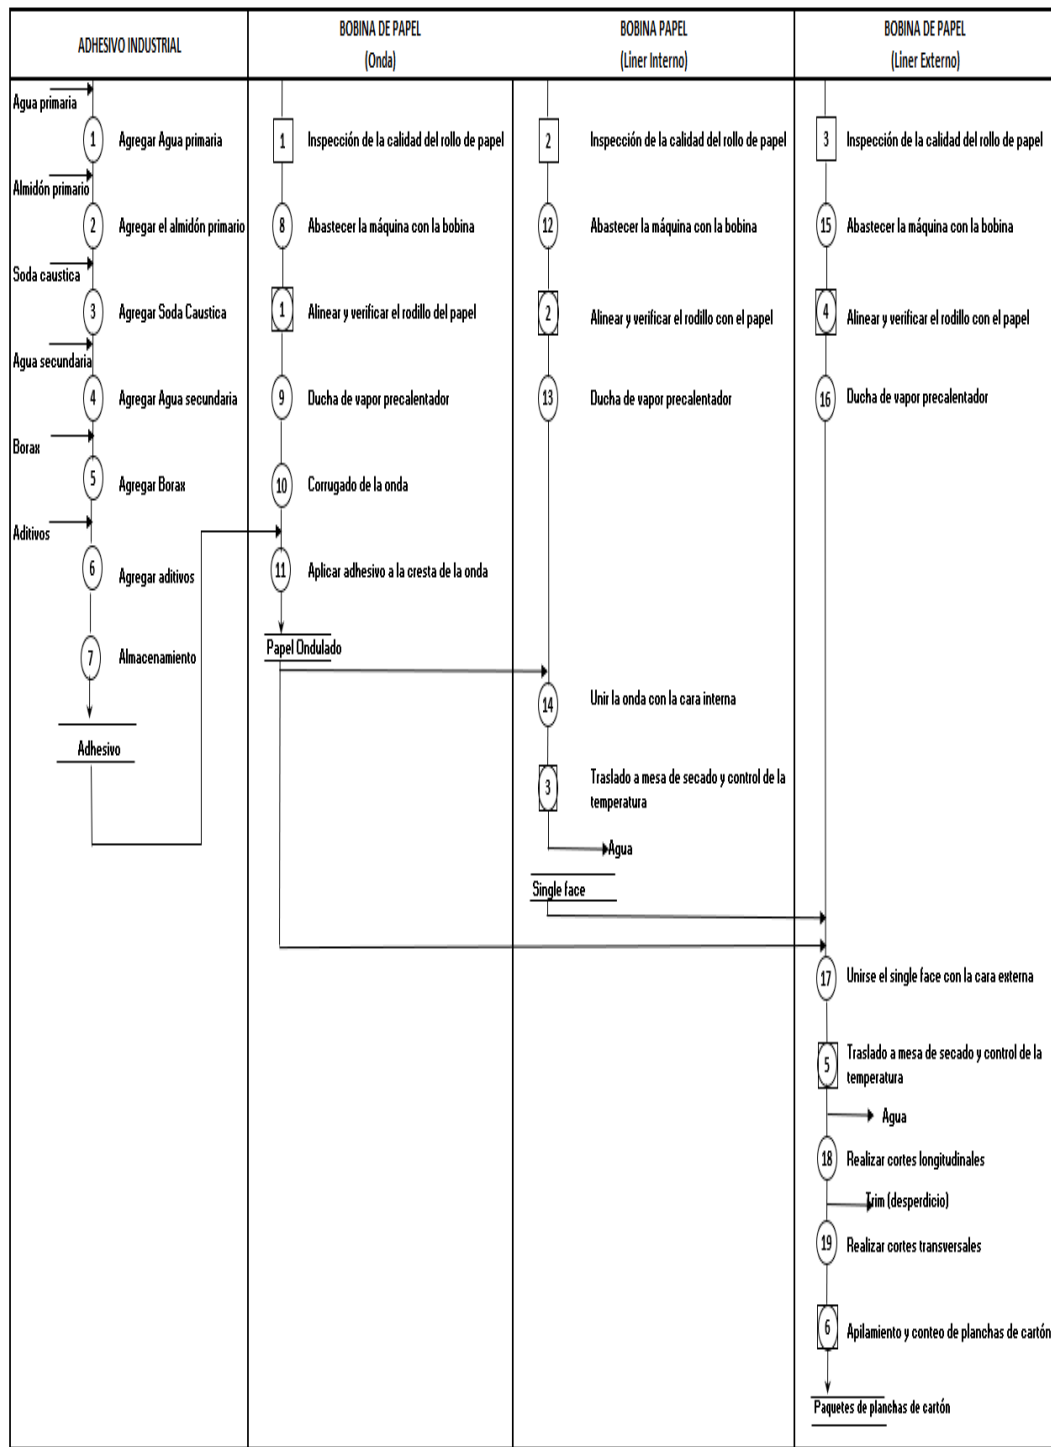 ADHESIVO INDUSTRIAL
BOBINA DE PAPEL
(Onda)
BOBINA PAPEL
(Liner Interno)
BOBINA DE PAPEL
(Liner Externo)
Agua primaria
1
Agregar Agua primaria
Almidón primario
2
Agregar el almidón primario
Soda caustica
3
Agregar Soda Caustica
Agua secundaria
4
Agregar Agua secundaria
Borax
5
Agregar Borax
Aditivos
6
Agregar aditivos
7
Almacenamiento
Adhesivo
1
Inspección de la calidad del rollo de papel
8
Abastecer la máquina con la bobina
1
Alinear y verificar el rodillo del papel
9
Ducha de vapor precalentador
10
Corrugado de la onda
11
Aplicar adhesivo a la cresta de la onda
Papel Ondulado
2
Inspección de la calidad del rollo de papel
12
Abastecer la máquina con la bobina
2
Alinear y verificar el rodillo con el papel
13
Ducha de vapor precalentador
14
Unir la onda con la cara interna
3
Traslado a mesa de secado y control de la
temperatura
Agua
Single face
3
Inspección de la calidad del rollo de papel
15
Abastecer la máquina con la bobina
4
Alinear y verificar el rodillo con el papel
16
Ducha de vapor precalentador
17
Unirse el single face con la cara externa
5
Traslado a mesa de secado y control de la
temperatura
Agua
18
Realizar cortes longitudinales
Trim (desperdicio)
19
Realizar cortes transversales
6
Apilamiento y conteo de planchas de cartón
Paquetes de planchas de cartón